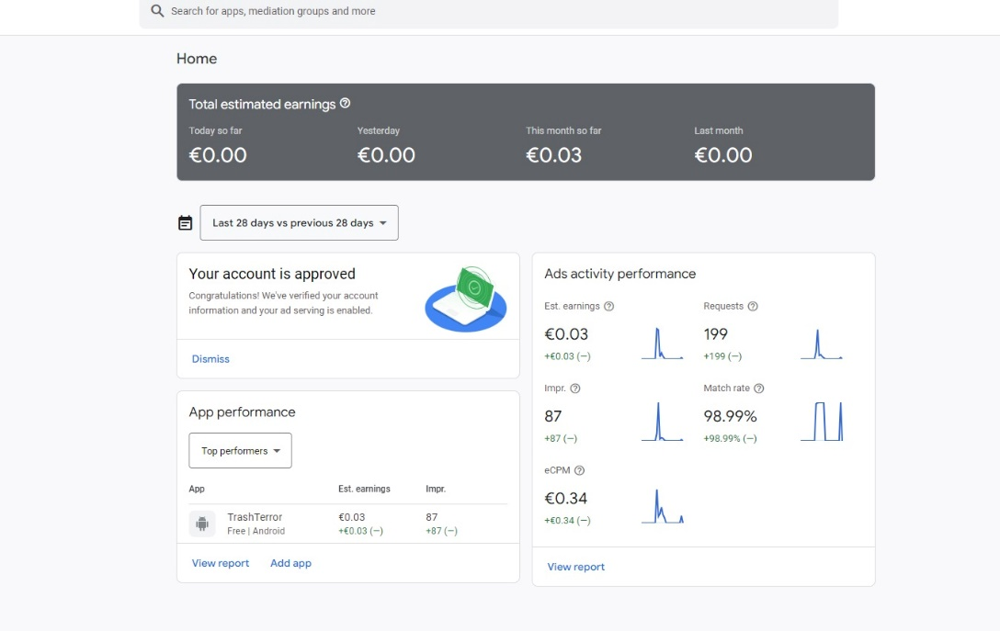 Search for apps, mediation groups and more
Home
Total estimated earnings
Today so far
€0.00
Yesterday
€0.00
This month so far
€0.03
Last month
€0.00
Last 28 days vs previous 28 days
Your account is approved
Congratulations! We've verified your account
information and your ad serving is enabled.
Dismiss
App performance
Top performers
App Est. earnings Impr.
TrashTerror €0.03 87
Free | Android +€0.03 (—) +87 (—)
View report Add app
Ads activity performance
Est. earnings
€0.03
+€0.03 (—)
Requests
199
+199 (—)
Impr.
87
+87 (—)
Match rate
98.99%
+98.99% (—)
eCPM
€0.34
+€0.34 (—)
View report